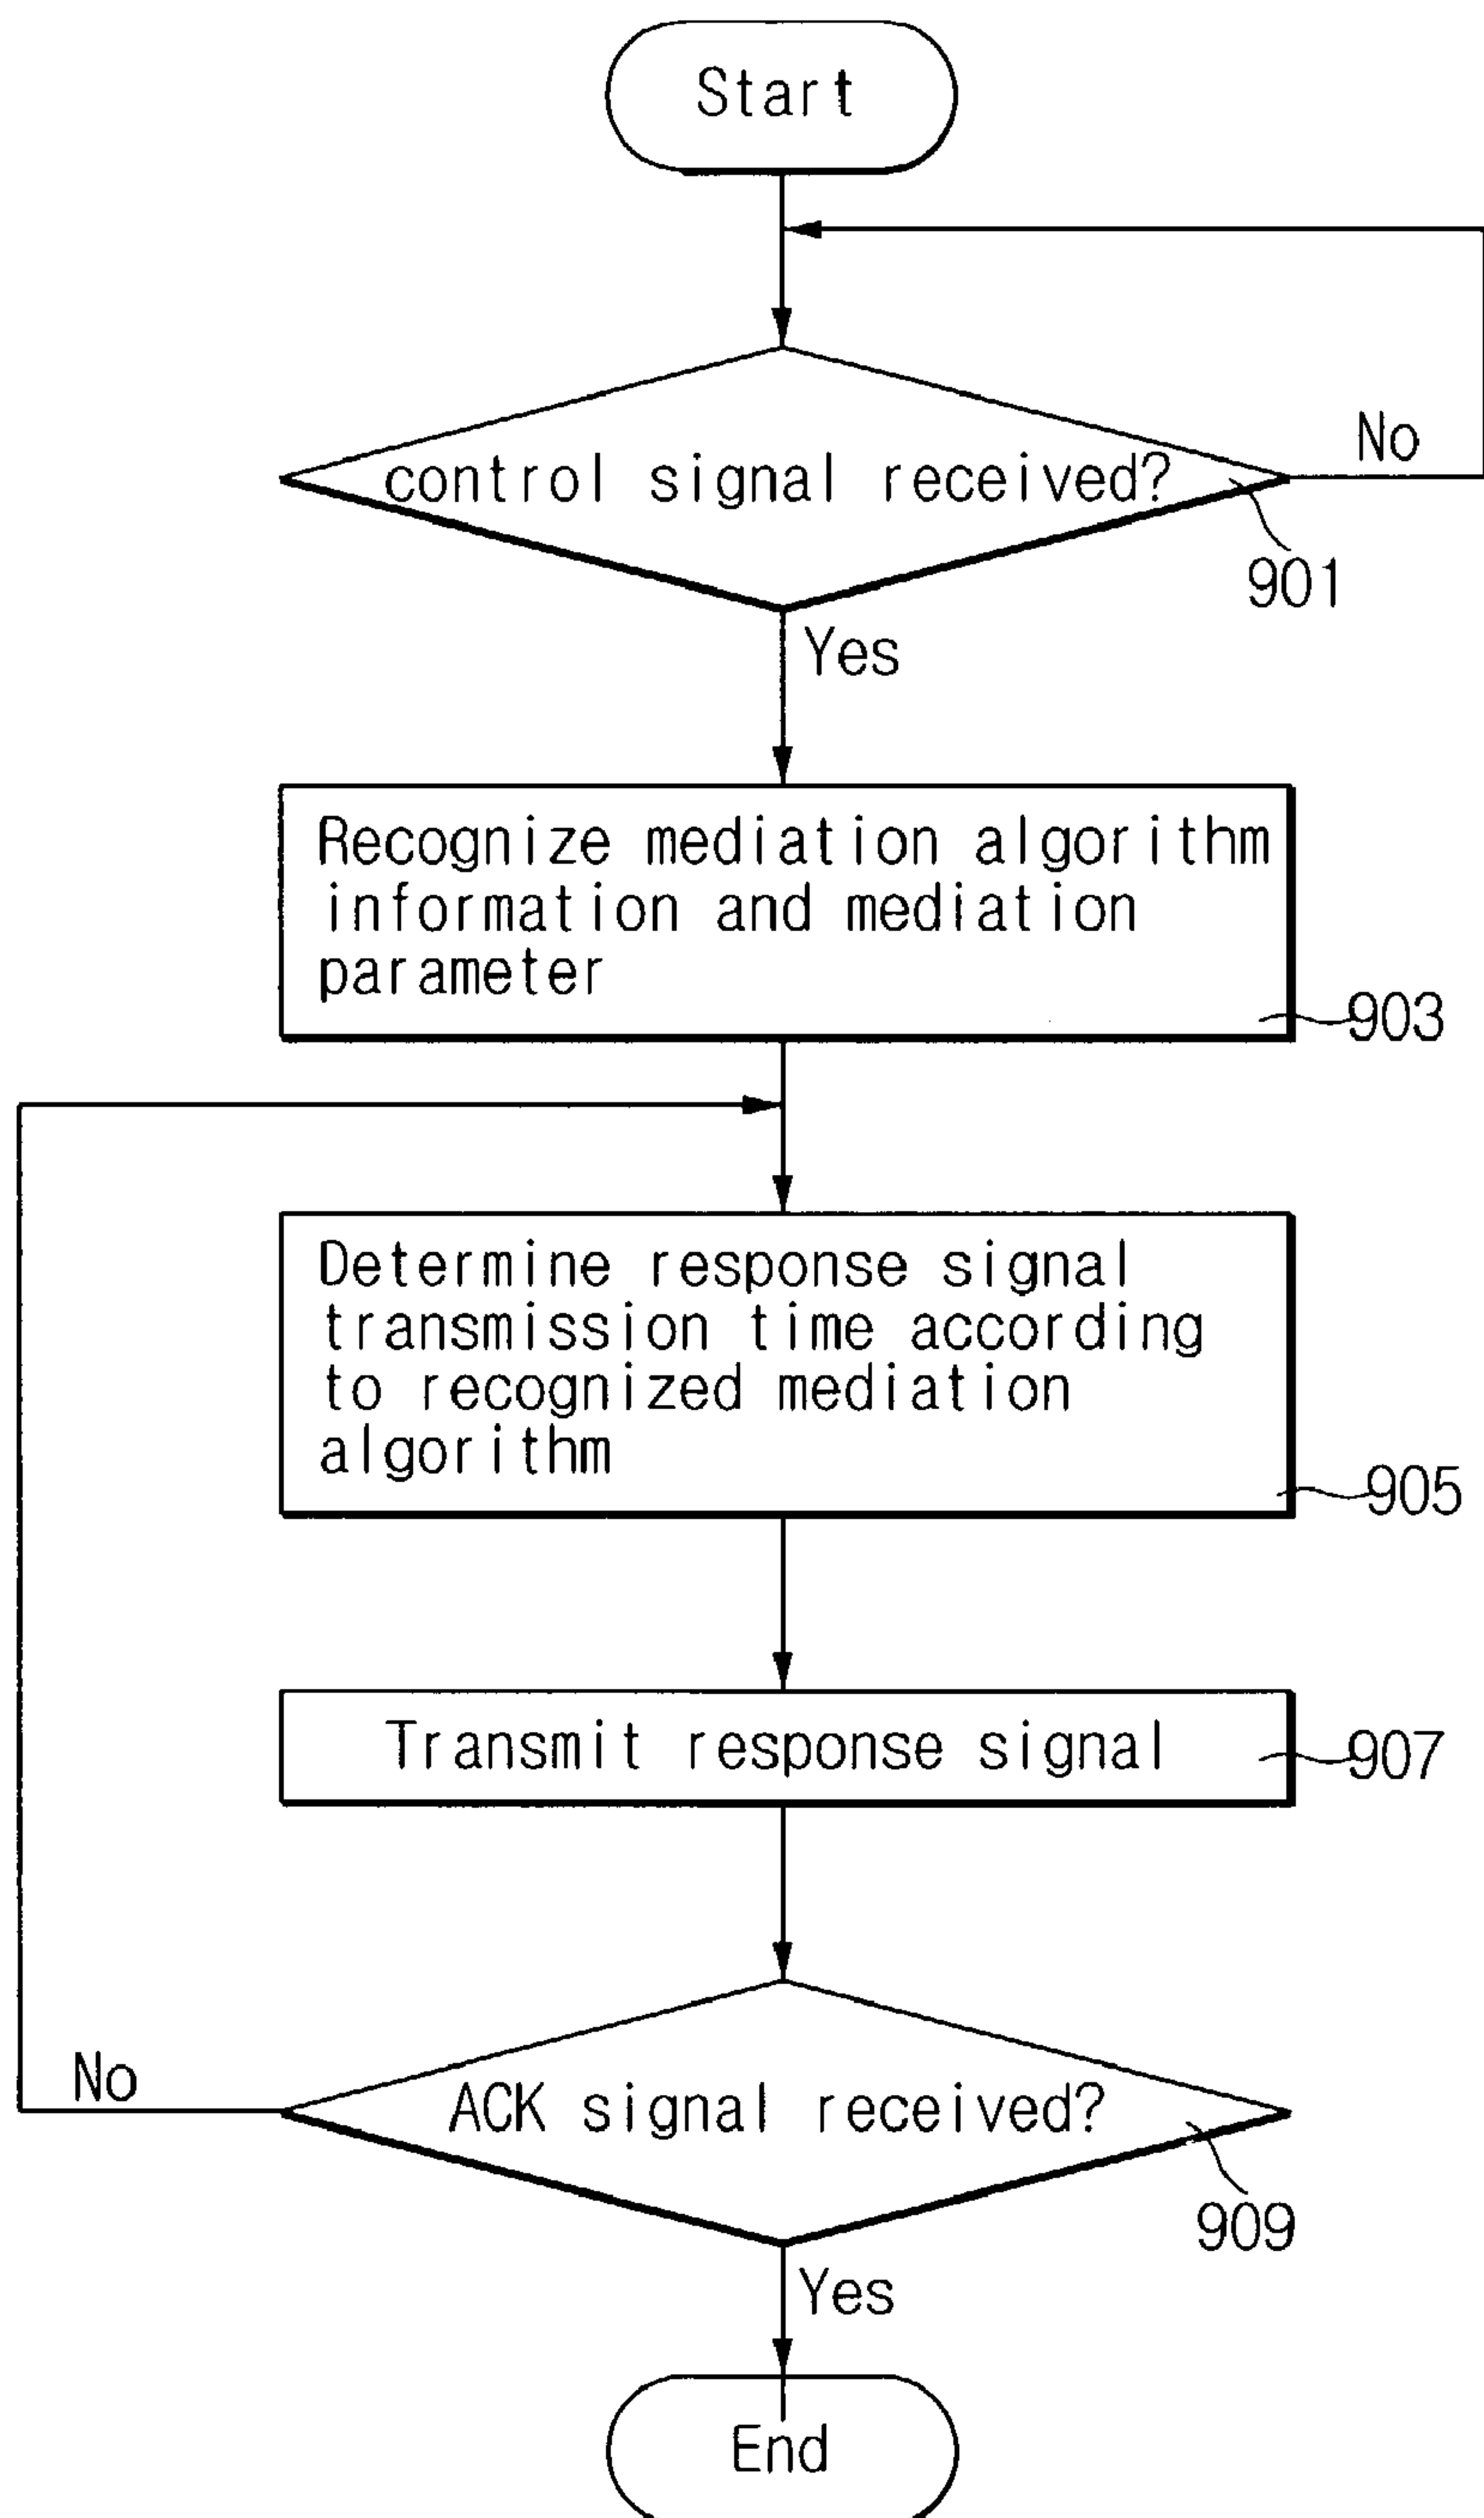 Start
control signal received?
No
901
Yes
Recognize mediation algorithm
information and mediation
parameter
903
Determine response signal
transmission time according
to recognized mediation
algorithm
905
Transmit response signal
907
No
ACK signal received?
909
Yes
End